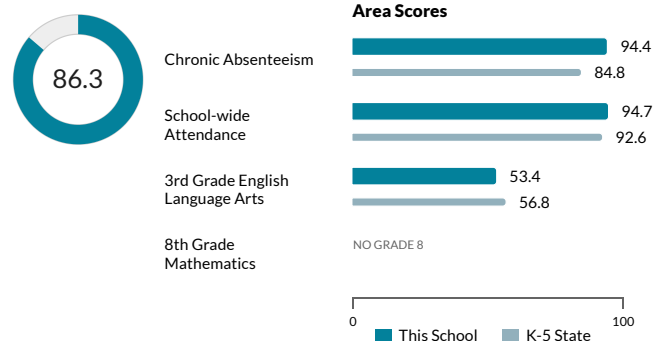 86.3
Area Scores
Chronic Absenteeism
94.4
84.8
School-wide
Attendance
94.7
92.6
3rd Grade English
Language Arts
53.4
56.8
8th Grade
Mathematics
NO GRADE 8
0
100
This School
K-5 State